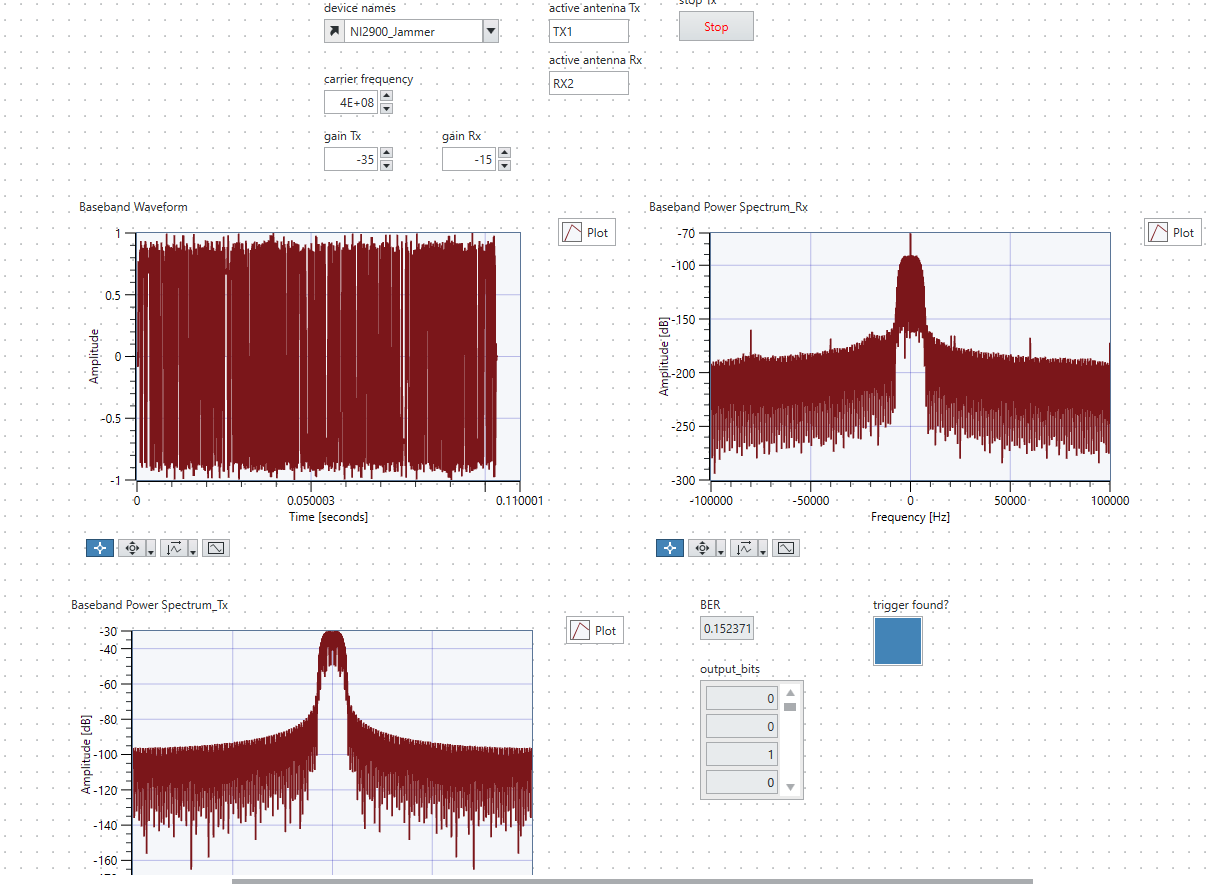 device names
active antenna Tx
stop Tx
NI2900_Jammer
TX1
Stop
active antenna Rx
RX2
carrier frequency
4E+08
gain Tx
gain Rx
-35
-15
Baseband Waveform
Plot
1
0.5
0
-0.5
-1
Amplitude
0
0.050003
0.110001
Time [seconds]
Baseband Power Spectrum_Rx
Plot
-70
-100
-150
-200
-250
-300
Amplitude [dB]
-100000
-50000
0
50000
100000
Frequency [Hz]
Baseband Power Spectrum_Tx
Plot
-30
-40
-60
-80
-100
-120
-140
-160
Amplitude [dB]
BER
0.152371
trigger found?
output_bits
0
0
1
0